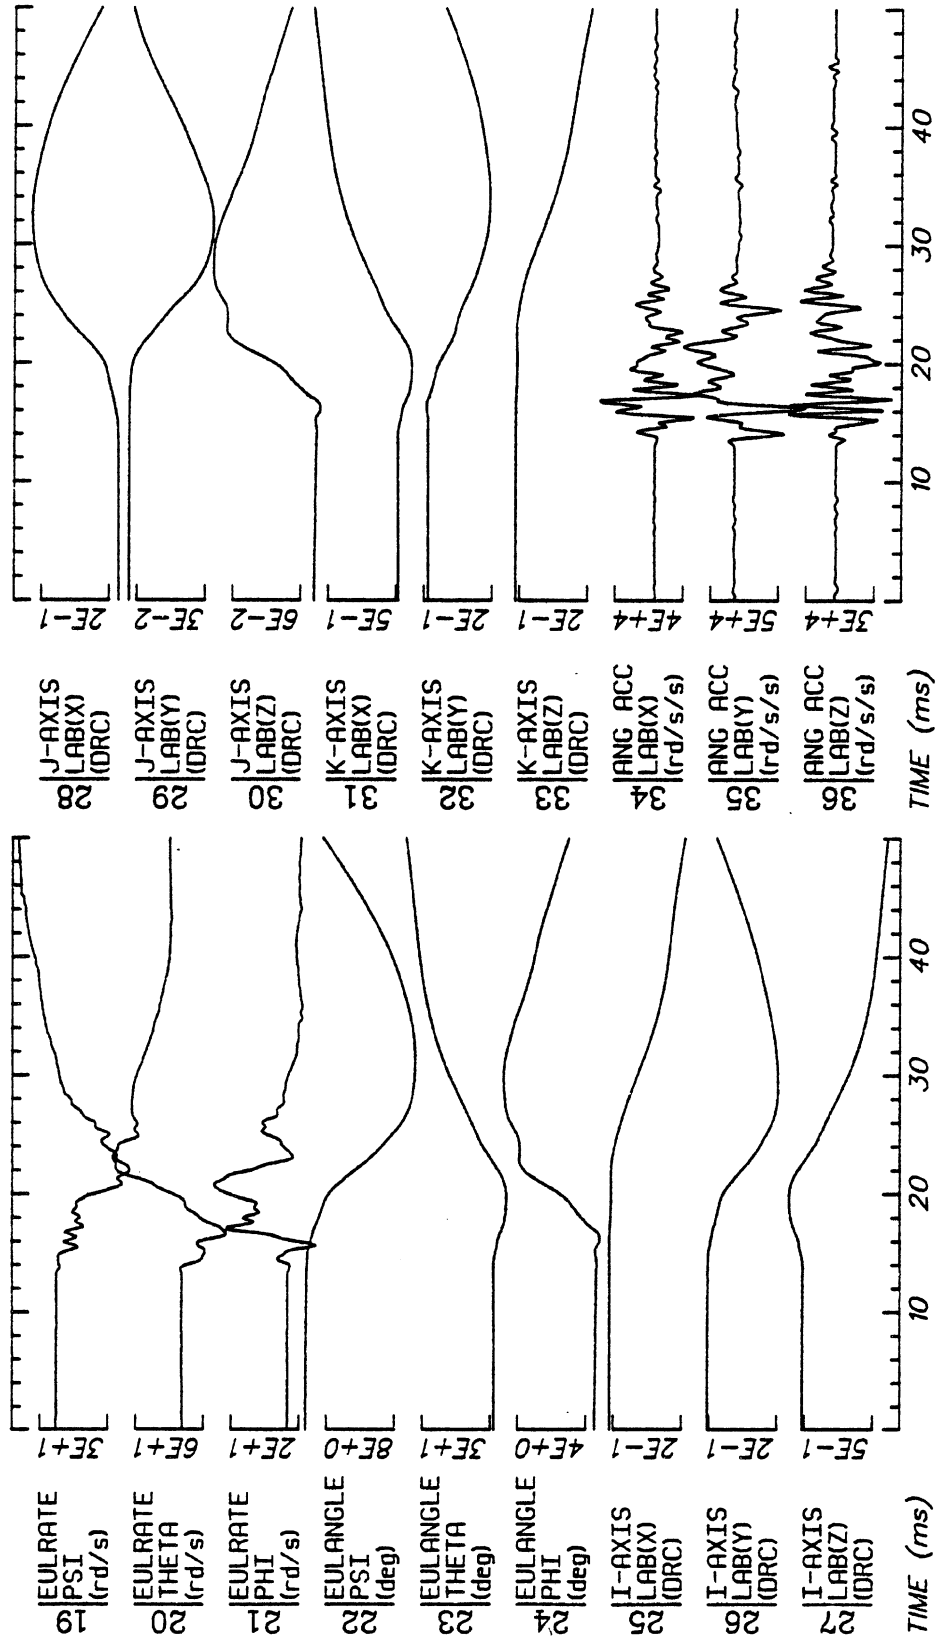 19 EULRATE
PSI
(rd/s)
3E+1
20 EULRATE
THETA
(rd/s)
6E+1
21 EULRATE
PHI
(rd/s)
2E+1
22 EULANGLE
PSI
(deg)
8E+0
23 EULANGLE
THETA
(deg)
3E+1
24 EULANGLE
PHI
(deg)
4E+0
25 I-AXIS
LAB(X)
(DRC)
2E-1
26 I-AXIS
LAB(Y)
(DRC)
2E-1
27 I-AXIS
LAB(Z)
(DRC)
5E-1
TIME (ms)
10 20 30 40
28 J-AXIS
LAB(X)
(DRC)
2E-1
29 J-AXIS
LAB(Y)
(DRC)
3E-2
30 J-AXIS
LAB(Z)
(DRC)
6E-2
31 K-AXIS
LAB(X)
(DRC)
5E-1
32 K-AXIS
LAB(Y)
(DRC)
2E-1
33 K-AXIS
LAB(Z)
(DRC)
2E-1
34 ANG ACC
LAB(X)
(rd/s/s)
4E+4
35 ANG ACC
LAB(Y)
(rd/s/s)
5E+4
36 ANG ACC
LAB(Z)
(rd/s/s)
3E+4
TIME (ms)
10 20 30 40